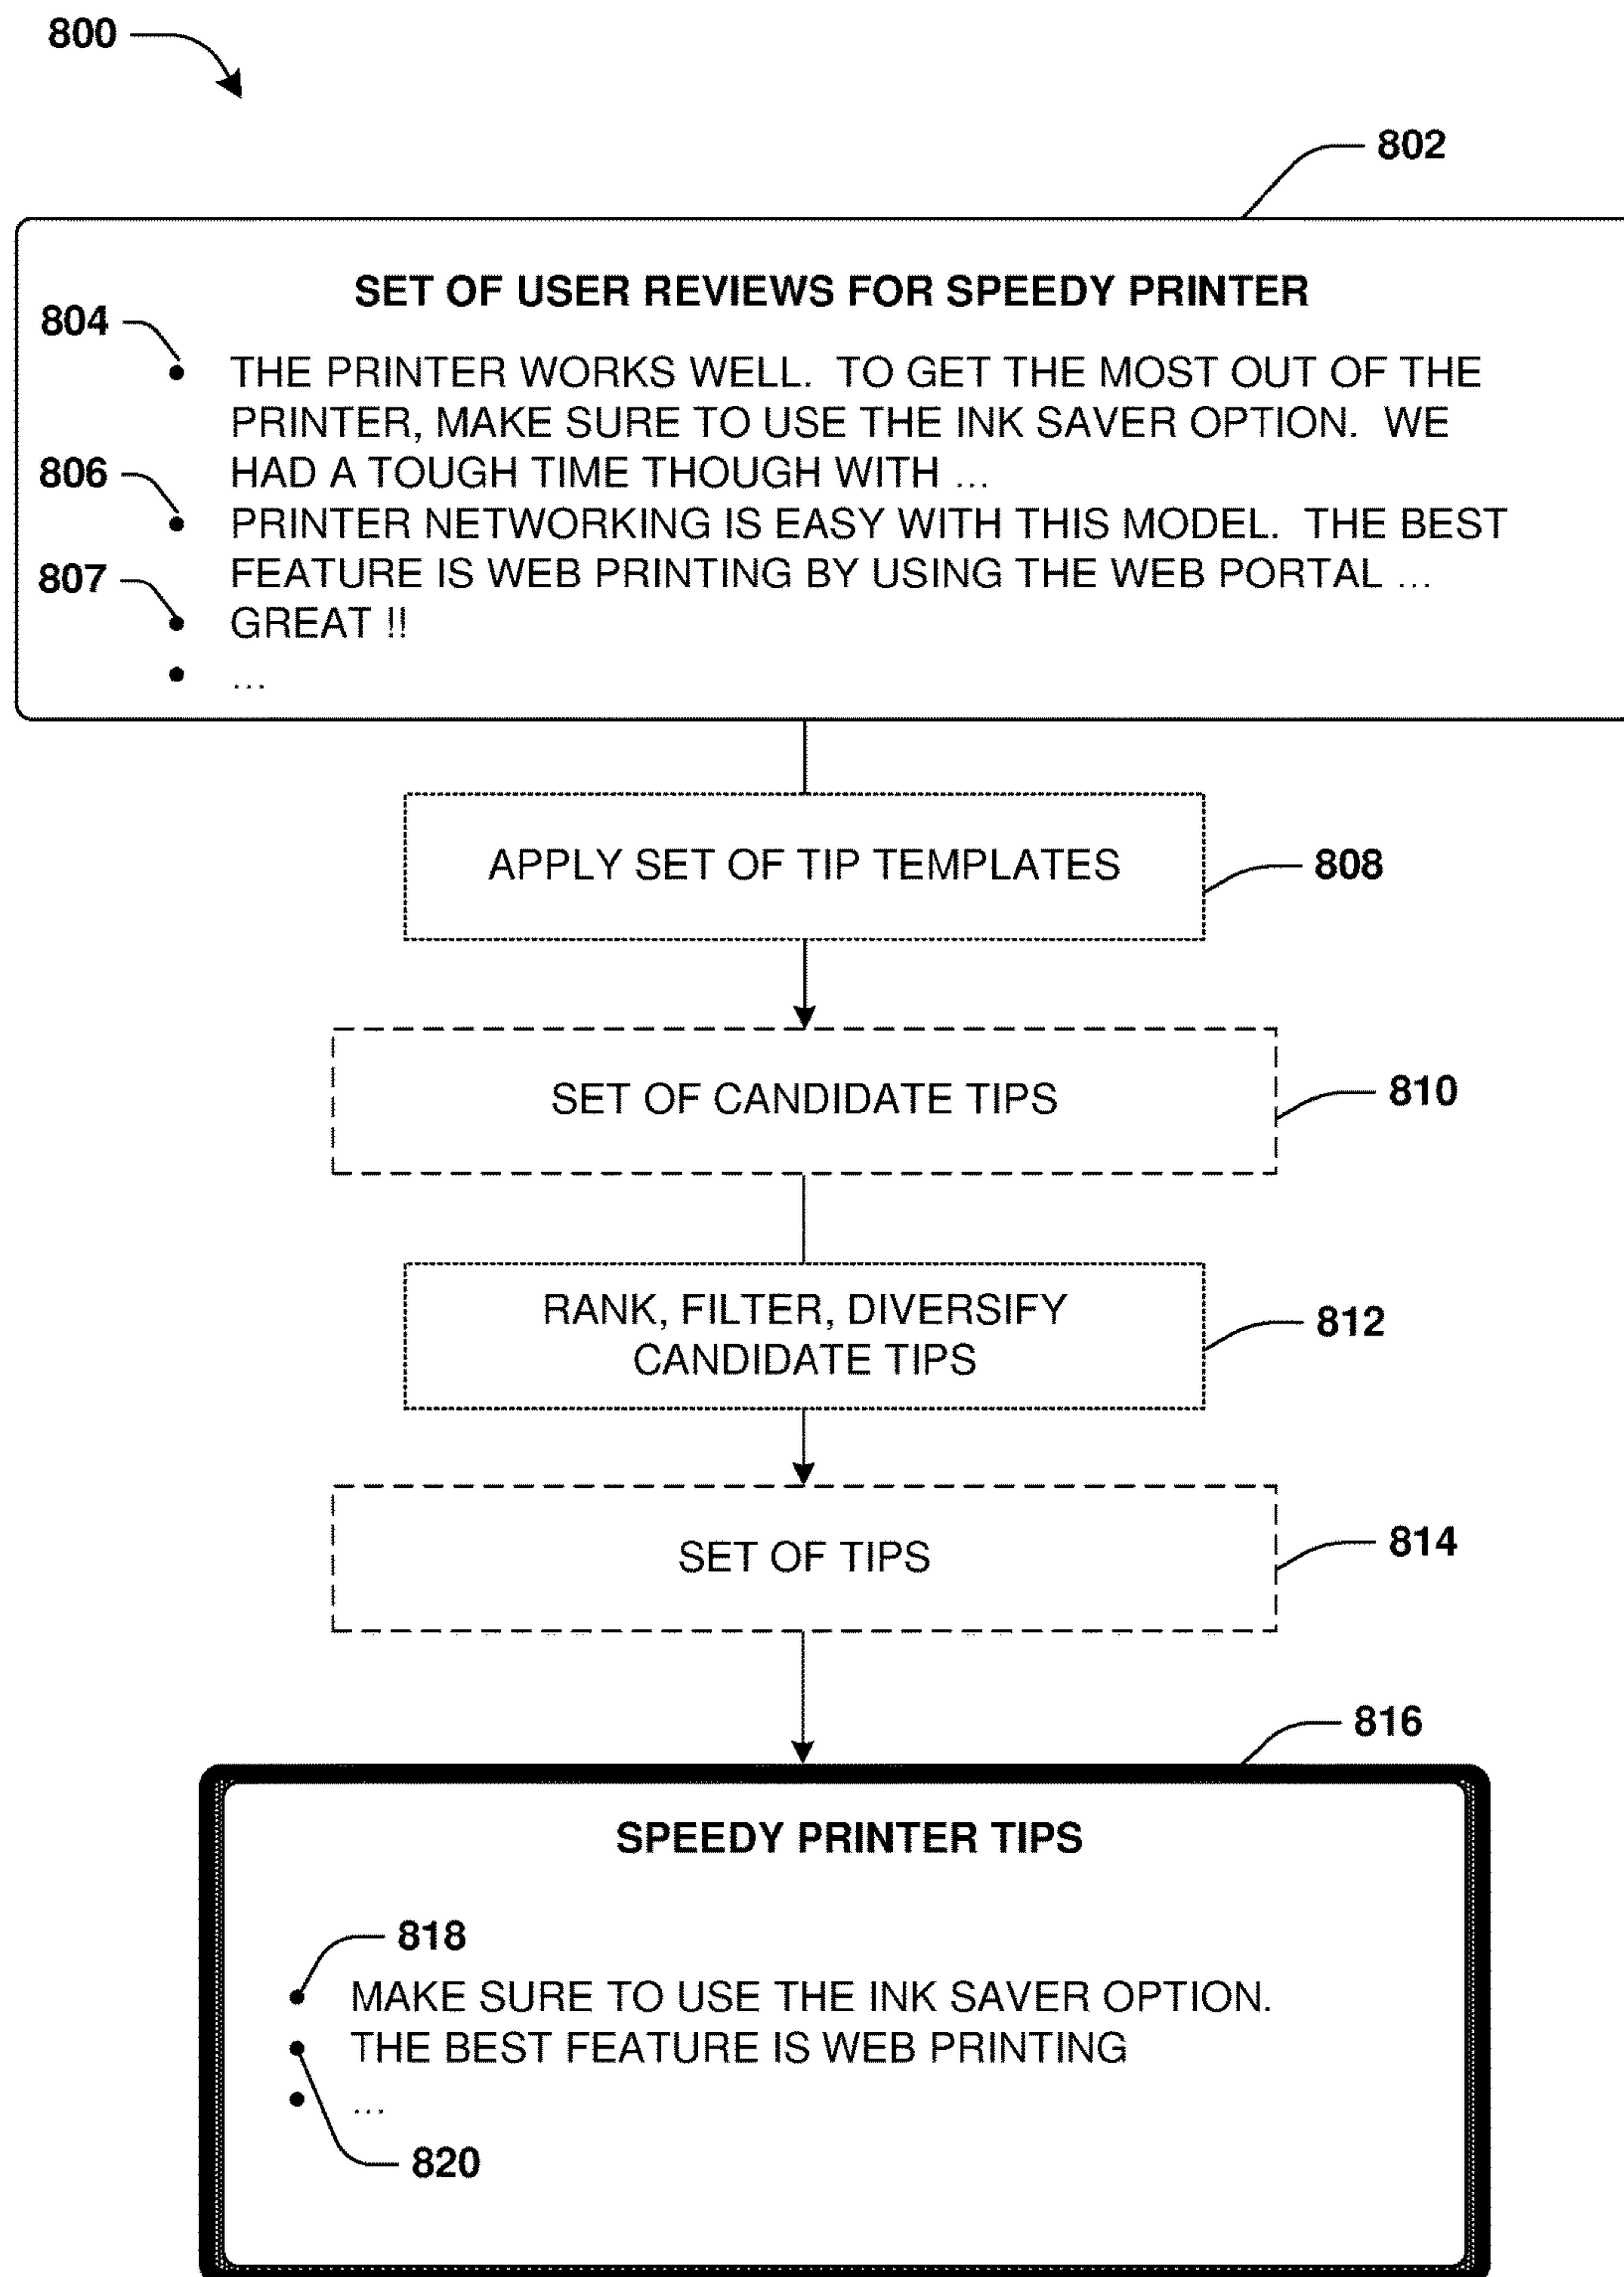 800
802
SET OF USER REVIEWS FOR SPEEDY PRINTER
804
THE PRINTER WORKS WELL. TO GET THE MOST OUT OF THE
PRINTER, MAKE SURE TO USE THE INK SAVER OPTION. WE
806
HAD A TOUGH TIME THOUGH WITH ...
PRINTER NETWORKING IS EASY WITH THIS MODEL. THE BEST
807
FEATURE IS WEB PRINTING BY USING THE WEB PORTAL ...
GREAT !!
...
APPLY SET OF TIP TEMPLATES
808
SET OF CANDIDATE TIPS
810
RANK, FILTER, DIVERSIFY
CANDIDATE TIPS
812
SET OF TIPS
814
816
SPEEDY PRINTER TIPS
818
MAKE SURE TO USE THE INK SAVER OPTION.
THE BEST FEATURE IS WEB PRINTING
...
820